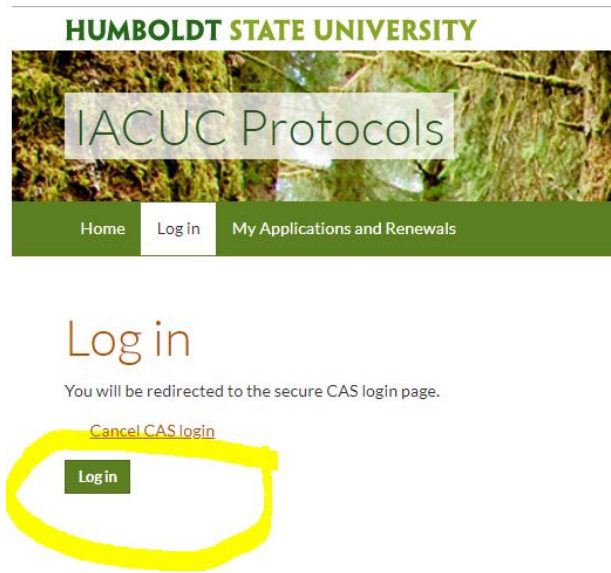 HUMBOLDT STATE UNIVERSITY
IACUC Protocols
Home Log in My Applications and Renewals
Log in
You will be redirected to the secure CAS login page.
Cancel CAS login
Log in